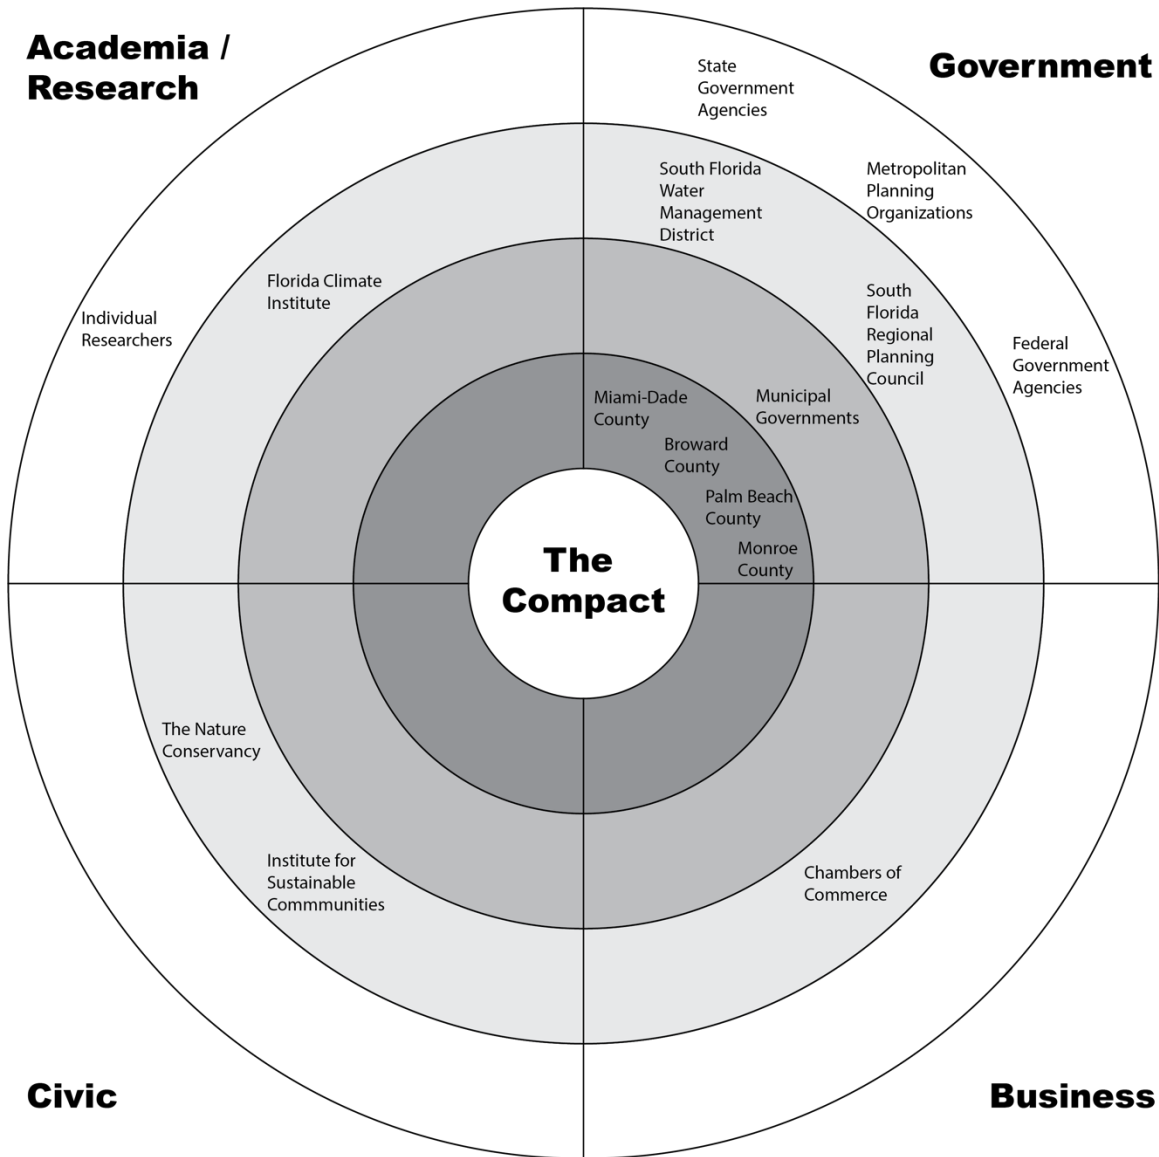 Academia /
Research
Government
State
Government
Agencies
South Florida
Water
Management
District
Metropolitan
Planning
Organizations
Florida Climate
Institute
Individual
Researchers
South
Florida
Regional
Planning
Council
Federal
Government
Agencies
Miami-Dade
County
Municipal
Governments
Broward
County
Palm Beach
County
Monroe
County
The
Compact
The Nature
Conservancy
Institute for
Sustainable
Commmunities
Chambers of
Commerce
Civic
Business